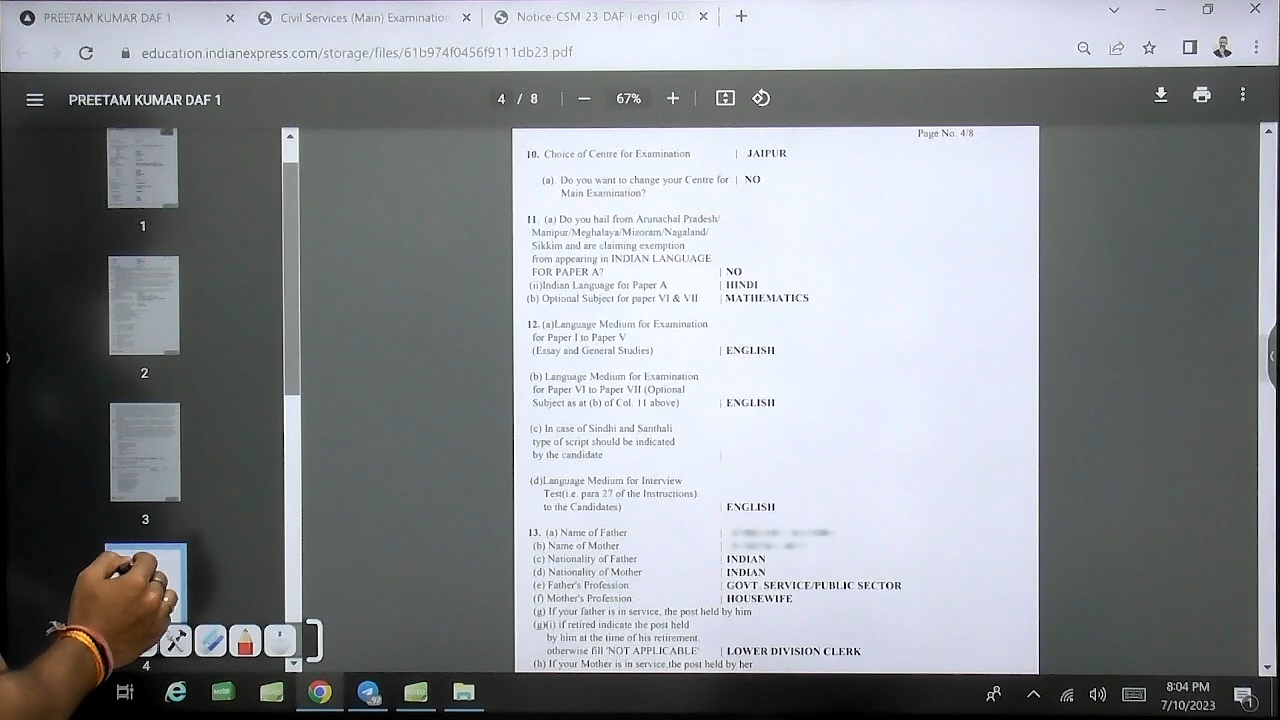 PREETAM KUMAR DAF 1
Civil Services (Main) Examination
Notice-CSM 23 DAF I engl 100
education.indianexpress.com/storage/files/61b974f0456f9111db23.pdf
PREETAM KUMAR DAF 1
4 / 8
67%
1
2
3
4
Page No. 4/8
10. Choice of Centre for Examination | JAIPUR
(a). Do you want to change your Centre for | NO
Main Examination?
11. (a) Do you hail from Arunachal Pradesh/
Manipur/Meghalaya/Mizoram/Nagaland/
Sikkim and are claiming exemption
from appearing in INDIAN LANGUAGE
FOR PAPER A? | NO
(ii)Indian Language for Paper A | HINDI
(b) Optional Subject for paper VI & VII | MATHEMATICS
12. (a)Language Medium for Examination
for Paper I to Paper V
(Essay and General Studies) | ENGLISH
(b) Language Medium for Examination
for Paper VI to Paper VII (Optional
Subject as at (b) of Col. 11 above) | ENGLISH
(c) In case of Sindhi and Santhali
type of script should be indicated
by the candidate |
(d)Language Medium for Interview
Test(i.e. para 27 of the Instructions)
to the Candidates) | ENGLISH
13. (a) Name of Father |
(b) Name of Mother |
(c) Nationality of Father | INDIAN
(d) Nationality of Mother | INDIAN
(e) Father's Profession: | GOVT. SERVICE/PUBLIC SECTOR
(f) Mother's Profession: | HOUSEWIFE
(g) If your father is in service, the post held by him
(g)(i) if retired indicate the post held
by him at the time of his retirement.
otherwise fill 'NOT APPLICABLE' | LOWER DIVISION CLERK
(h) If your Mother is in service,the post held by her
8:04 PM
7/10/2023